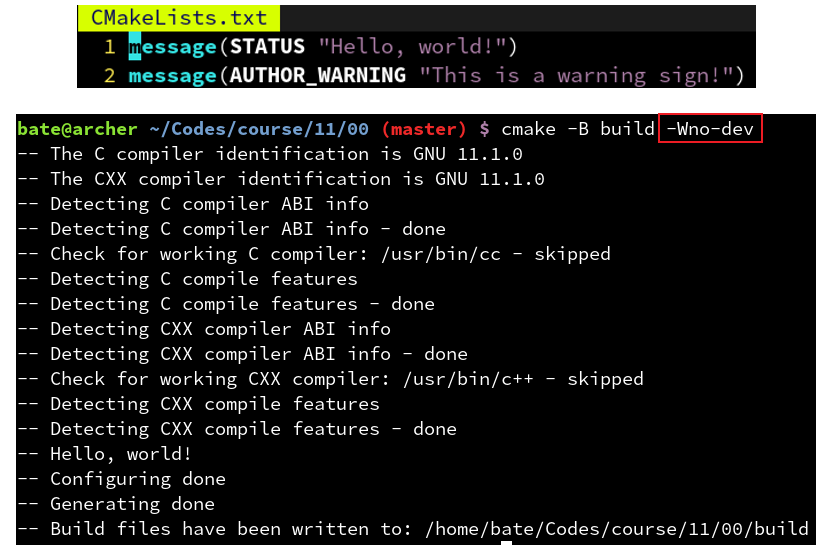 CMakeLists.txt
1 message(STATUS "Hello, world!")
2 message(AUTHOR_WARNING "This is a warning sign!")
bate@archer ~/Codes/course/11/00 (master) $ cmake -B build -Wno-dev
-- The C compiler identification is GNU 11.1.0
-- The CXX compiler identification is GNU 11.1.0
-- Detecting C compiler ABI info
-- Detecting C compiler ABI info - done
-- Check for working C compiler: /usr/bin/cc - skipped
-- Detecting C compile features
-- Detecting C compile features - done
-- Detecting CXX compiler ABI info
-- Detecting CXX compiler ABI info - done
-- Check for working CXX compiler: /usr/bin/c++ - skipped
-- Detecting CXX compile features
-- Detecting CXX compile features - done
-- Hello, world!
-- Configuring done
-- Generating done
-- Build files have been written to: /home/bate/Codes/course/11/00/build